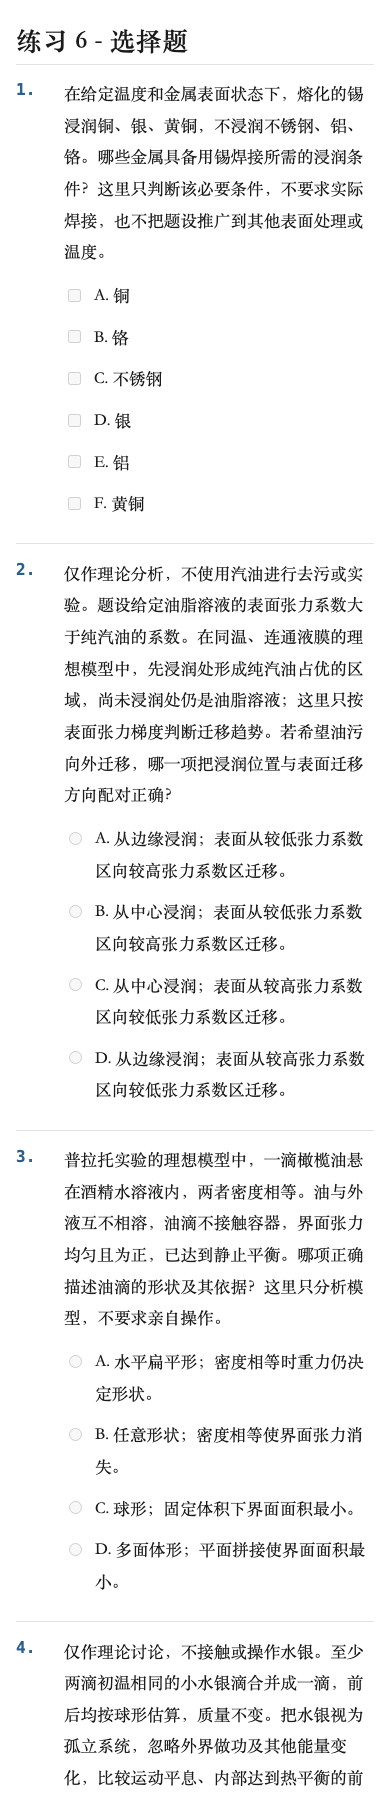 练习 6 - 选择题
1. 在给定温度和金属表面状态下，熔化的锡
浸润铜、银、黄铜，不浸润不锈钢、铝、
铬。哪些金属具备用锡焊接所需的浸润条
件？这里只判断该必要条件，不要求实际
焊接，也不把题设推广到其他表面处理或
温度。
A. 铜
B. 铬
C. 不锈钢
D. 银
E. 铝
F. 黄铜
2. 仅作理论分析，不使用汽油进行去污或实
验。题设给定油脂溶液的表面张力系数大
于纯汽油的系数。在同温、连通液膜的理
想模型中，先浸润处形成纯汽油占优的区
域，尚未浸润处仍是油脂溶液；这里只按
表面张力梯度判断迁移趋势。若希望油污
向外迁移，哪一项把浸润位置与表面迁移
方向配对正确？
A. 从边缘浸润；表面从较低张力系数
区向较高张力系数区迁移。
B. 从中心浸润；表面从较低张力系数
区向较高张力系数区迁移。
C. 从中心浸润；表面从较高张力系数
区向较低张力系数区迁移。
D. 从边缘浸润；表面从较高张力系数
区向较低张力系数区迁移。
3. 普拉托实验的理想模型中，一滴橄榄油悬
在酒精水溶液内，两者密度相等。油与外
液互不相溶，油滴不接触容器，界面张力
均匀且为正，已达到静止平衡。哪项正确
描述油滴的形状及其依据？这里只分析模
型，不要求亲自操作。
A. 水平扁平形；密度相等时重力仍决
定形状。
B. 任意形状；密度相等使界面张力消
失。
C. 球形；固定体积下界面面积最小。
D. 多面体形；平面拼接使界面面积最
小。
4. 仅作理论讨论，不接触或操作水银。至少
两滴初温相同的小水银滴合并成一滴，前
后均按球形估算，质量不变。把水银视为
孤立系统，忽略外界做功及其他能量变
化，比较运动平息、内部达到热平衡的前